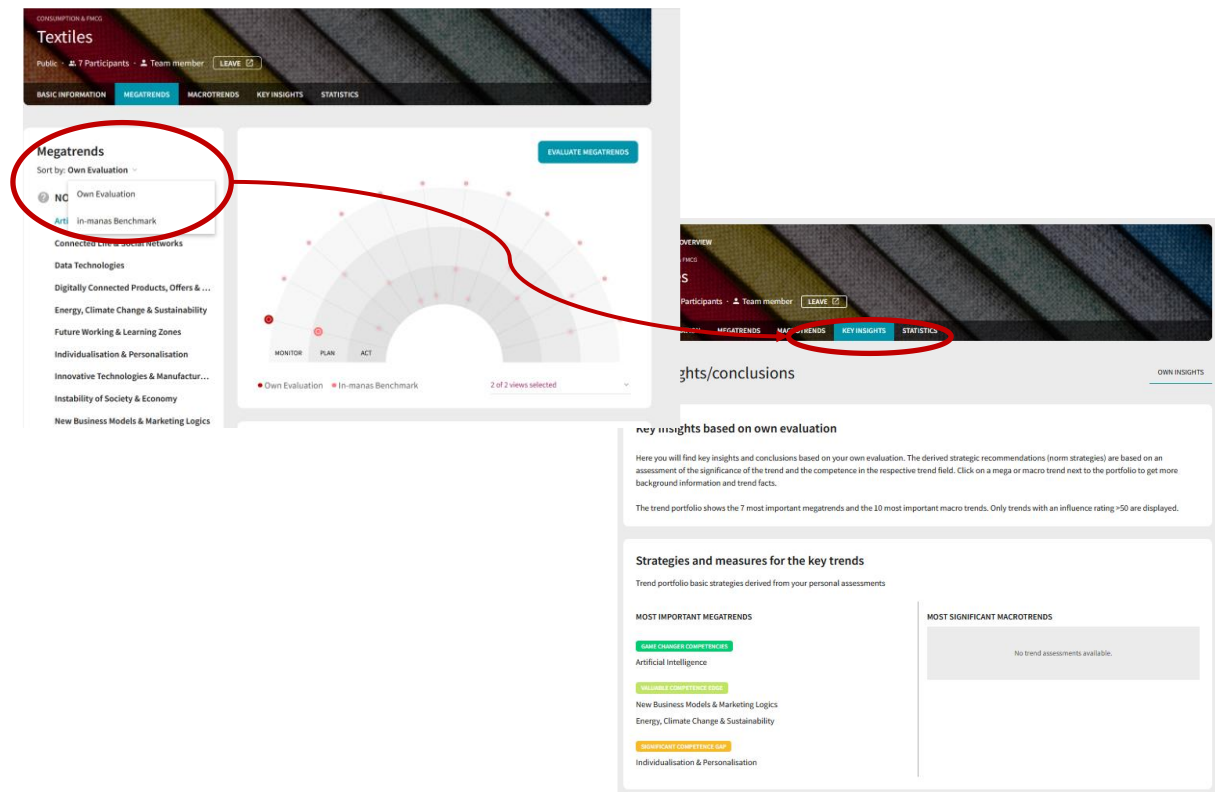 CONSUMPTION & FMCG
Textiles
Public · 7 Participants · Team member LEAVE
BASIC INFORMATION MEGATRENDS MACROTRENDS KEY INSIGHTS STATISTICS
Megatrends
Sort by: Own Evaluation
EVALUATE MEGATRENDS
NO
Own Evaluation
Arti
in-manas Benchmark
Connected Life & Social Networks
Data Technologies
Digitally Connected Products, Offers & ...
Energy, Climate Change & Sustainability
Future Working & Learning Zones
Individualisation & Personalisation
Innovative Technologies & Manufactur...
Instability of Society & Economy
New Business Models & Marketing Logics
MONITOR PLAN ACT
Own Evaluation In-manas Benchmark 2 of 2 views selected
OVERVIEW
& FMCG
s
Participants · Team member LEAVE
MEGATRENDS MACROTRENDS KEY INSIGHTS STATISTICS
ghts/conclusions
OWN INSIGHTS
Key insights based on own evaluation
Here you will find key insights and conclusions based on your own evaluation. The derived strategic recommendations (norm strategies) are based on an
assessment of the significance of the trend and the competence in the respective trend field. Click on a mega or macro trend next to the portfolio to get more
background information and trend facts.
The trend portfolio shows the 7 most important megatrends and the 10 most important macro trends. Only trends with an influence rating >50 are displayed.
Strategies and measures for the key trends
Trend portfolio basic strategies derived from your personal assessments
MOST IMPORTANT MEGATRENDS
GAME CHANGER COMPETENCIES
Artificial Intelligence
VALUABLE COMPETENCE EDGE
New Business Models & Marketing Logics
Energy, Climate Change & Sustainability
SIGNIFICANT COMPETENCE GAP
Individualisation & Personalisation
MOST SIGNIFICANT MACROTRENDS
No trend assessments available.